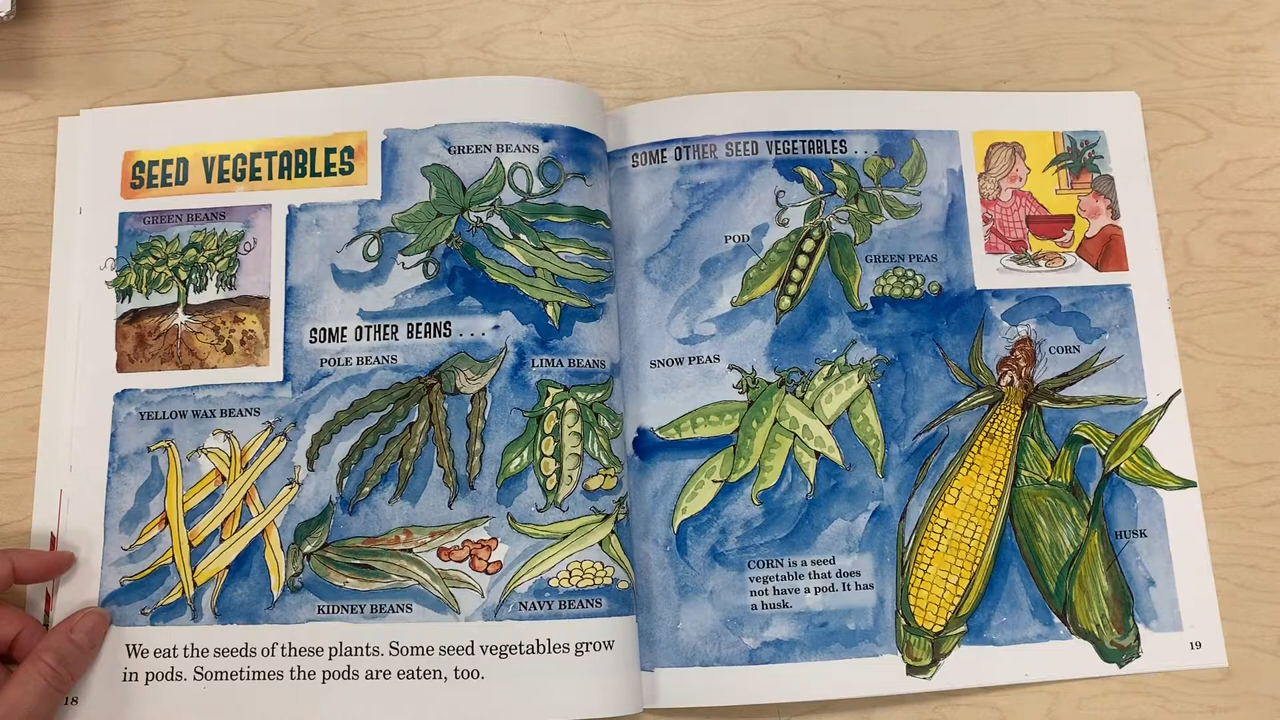 SEED VEGETABLES
GREEN BEANS
GREEN BEANS
SOME OTHER BEANS . . .
POLE BEANS
LIMA BEANS
YELLOW WAX BEANS
KIDNEY BEANS
NAVY BEANS
We eat the seeds of these plants. Some seed vegetables grow
in pods. Sometimes the pods are eaten, too.
18
SOME OTHER SEED VEGETABLES . . .
POD
GREEN PEAS
SNOW PEAS
CORN
HUSK
CORN is a seed
vegetable that does
not have a pod. It has
a husk.
19